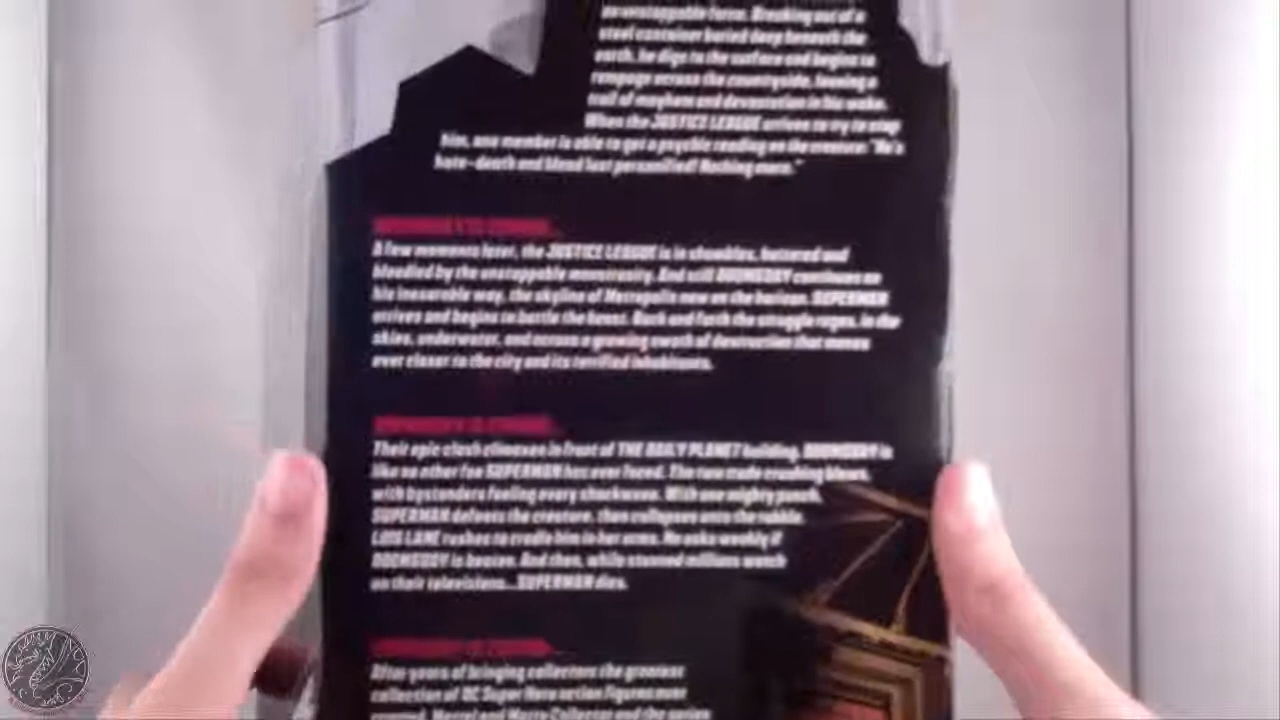 an unstoppable force. Breaking out of a
steel container buried deep beneath the
earth, he digs to the surface and begins to
rampage across the countryside, leaving a
trail of mayhem and devastation in his wake.
When the JUSTICE LEAGUE arrives to try to stop
him, one member is able to get a psychic reading on the creature: "He's
hate–death and blood lust personified! Nothing more."
A few moments later, the JUSTICE LEAGUE is in shambles, battered and
bloodied by the unstoppable monstrosity. And still DOOMSDAY continues on
his inexorable way, the skyline of Metropolis now on the horizon. SUPERMAN
arrives and begins to battle the beast. Back and forth the struggle rages, in the
skies, underwater, and across a growing swath of destruction that moves
ever closer to the city and its terrified inhabitants.
Their epic clash climaxes in front of THE DAILY PLANET building. DOOMSDAY is
like no other foe SUPERMAN has ever faced. The two trade crushing blows,
with bystanders feeling every shockwave. With one mighty punch,
SUPERMAN defeats the creature, then collapses onto the rubble.
LOIS LANE rushes to cradle him in her arms. He asks weakly if
DOOMSDAY is beaten. And then, while stunned millions watch
on their televisions...SUPERMAN dies.
After years of bringing collectors the greatest
collection of DC Super Hero action figures ever
created, Mattel and Matty Collector and the